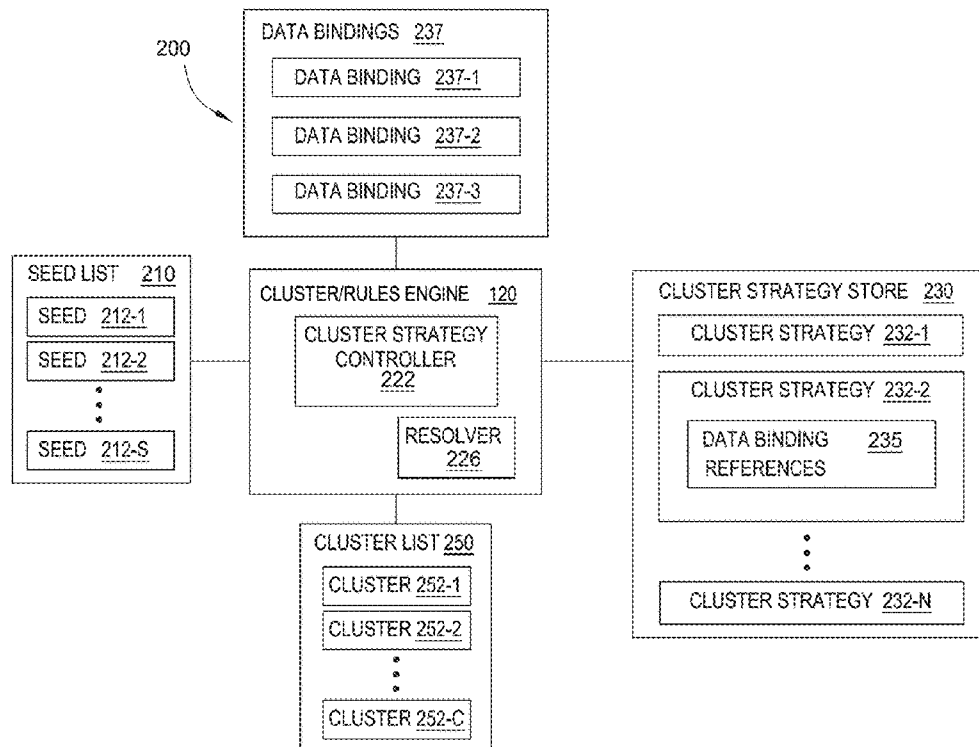 200
DATA BINDINGS 237
DATA BINDING 237-1
DATA BINDING 237-2
DATA BINDING 237-3
SEED LIST 210
SEED 212-1
SEED 212-2
SEED 212-S
CLUSTER/RULES ENGINE 120
CLUSTER STRATEGY
CONTROLLER
222
RESOLVER
226
CLUSTER STRATEGY STORE 230
CLUSTER STRATEGY 232-1
CLUSTER STRATEGY 232-2
DATA BINDING 235
REFERENCES
CLUSTER STRATEGY 232-N
CLUSTER LIST 250
CLUSTER 252-1
CLUSTER 252-2
CLUSTER 252-C